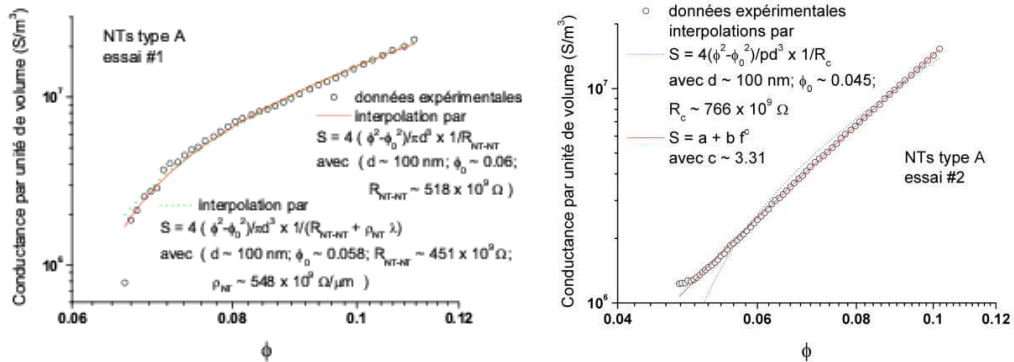 Conductance par unité de volume (S/m³)
NTs type A
essai #1
données expérimentales
interpolation par
S = 4 ( ϕ²-ϕ₀²)/πd³ x 1/R_NT-NT
avec ( d ~ 100 nm; ϕ₀ ~ 0.06;
R_NT-NT ~ 518 x 10⁹ Ω )
interpolation par
S = 4 ( ϕ²-ϕ₀²)/πd³ x 1/(R_NT-NT + ρ_NT λ)
avec ( d ~ 100 nm; ϕ₀ ~ 0.058; R_NT-NT ~ 451 x 10⁹ Ω;
ρ_NT ~ 548 x 10⁹ Ω/μm )
10⁷
10⁶
0.06
0.08
0.1
0.12
ϕ
Conductance par unité de volume (S/m³)
données expérimentales
interpolations par
S = 4(ϕ²-ϕ₀²)/pd³ x 1/R_c
avec d ~ 100 nm; ϕ₀ ~ 0.045;
R_c ~ 766 x 10⁹ Ω
S = a + b f^c
avec c ~ 3.31
NTs type A
essai #2
10⁷
10⁶
0.04
0.06
0.08
0.1
0.12
ϕ